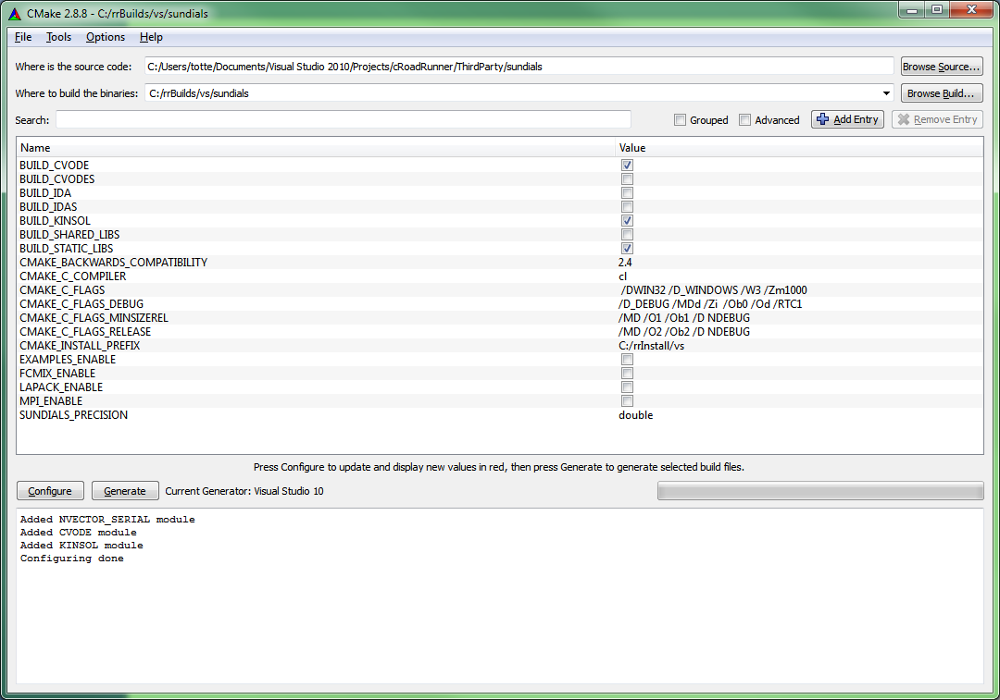 CMake 2.8.8 - C:/rrBuilds/vs/sundials
File Tools Options Help
Where is the source code: C:/Users/totte/Documents/Visual Studio 2010/Projects/cRoadRunner/ThirdParty/sundials Browse Source...
Where to build the binaries: C:/rrBuilds/vs/sundials Browse Build...
Search: Grouped Advanced Add Entry Remove Entry
Name Value
BUILD_CVODE
BUILD_CVODES
BUILD_IDA
BUILD_IDAS
BUILD_KINSOL
BUILD_SHARED_LIBS
BUILD_STATIC_LIBS
CMAKE_BACKWARDS_COMPATIBILITY 2.4
CMAKE_C_COMPILER cl
CMAKE_C_FLAGS /DWIN32 /D_WINDOWS /W3 /Zm1000
CMAKE_C_FLAGS_DEBUG /D_DEBUG /MDd /Zi /Ob0 /Od /RTC1
CMAKE_C_FLAGS_MINSIZEREL /MD /O1 /Ob1 /D NDEBUG
CMAKE_C_FLAGS_RELEASE /MD /O2 /Ob2 /D NDEBUG
CMAKE_INSTALL_PREFIX C:/rrInstall/vs
EXAMPLES_ENABLE
FCMIX_ENABLE
LAPACK_ENABLE
MPI_ENABLE
SUNDIALS_PRECISION double
Press Configure to update and display new values in red, then press Generate to generate selected build files.
Configure Generate Current Generator: Visual Studio 10
Added NVECTOR_SERIAL module
Added CVODE module
Added KINSOL module
Configuring done